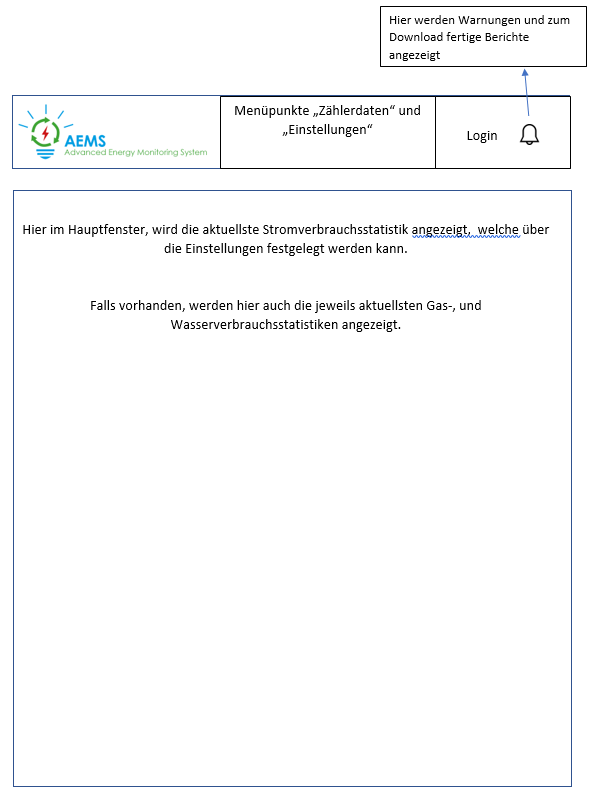 Hier werden Warnungen und zum
Download fertige Berichte
angezeigt
AEMS
Advanced Energy Monitoring System
Menüpunkte „Zählerdaten“ und
„Einstellungen“
Login
Hier im Hauptfenster, wird die aktuellste Stromverbrauchsstatistik angezeigt, welche über
die Einstellungen festgelegt werden kann.
Falls vorhanden, werden hier auch die jeweils aktuellsten Gas-, und
Wasserverbrauchsstatistiken angezeigt.